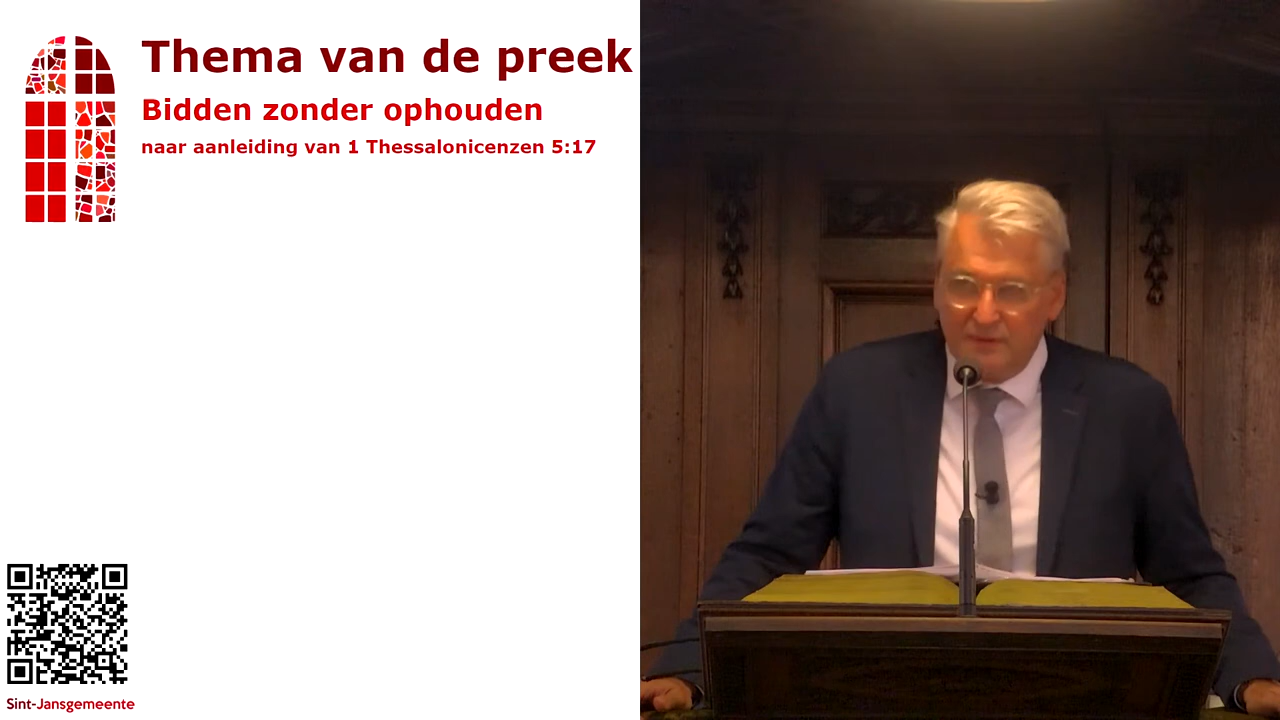 Thema van de preek
Bidden zonder ophouden
naar aanleiding van 1 Thessalonicenzen 5:17
Sint-Jansgemeente